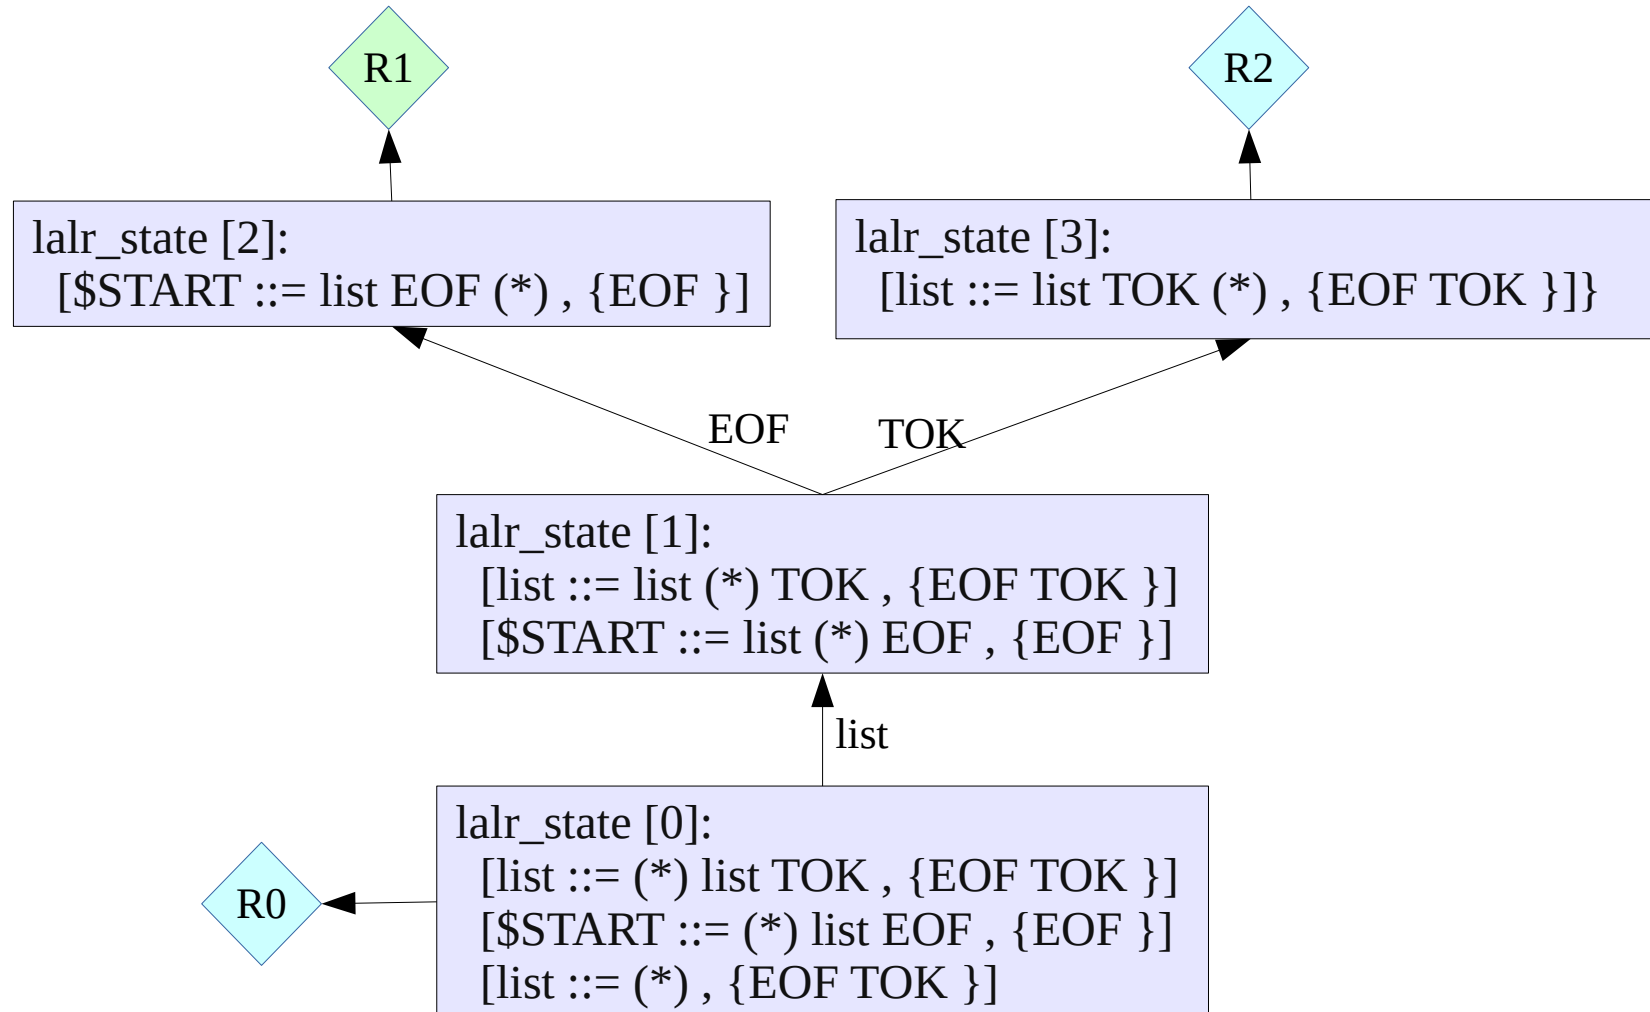 R1
R2
lalr_state [2]:
[$START ::= list EOF (*) , {EOF }]
lalr_state [3]:
[list ::= list TOK (*) , {EOF TOK }]}
EOF
TOK
lalr_state [1]:
[list ::= list (*) TOK , {EOF TOK }]
[$START ::= list (*) EOF , {EOF }]
list
lalr_state [0]:
[list ::= (*) list TOK , {EOF TOK }]
R0
[$START ::= (*) list EOF , {EOF }]
[list ::= (*) , {EOF TOK }]